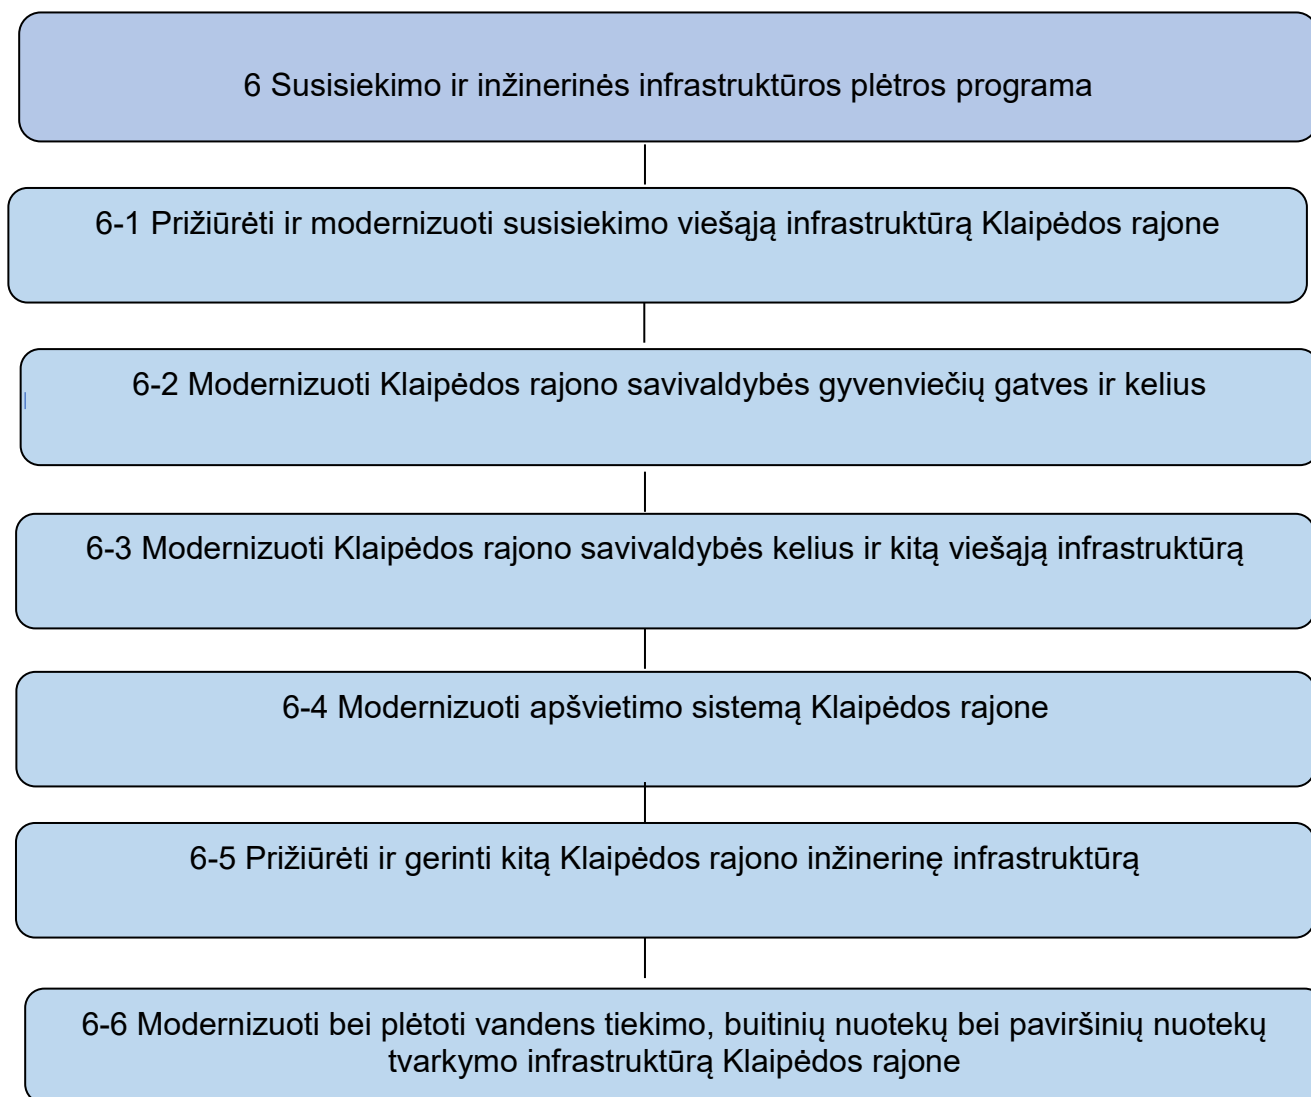 6 Susisiekimo ir inžinerinės infrastruktūros plėtros programa
6-1 Prižiūrėti ir modernizuoti susisiekimo viešąją infrastruktūrą Klaipėdos rajone
6-2 Modernizuoti Klaipėdos rajono savivaldybės gyvenviečių gatves ir kelius
6-3 Modernizuoti Klaipėdos rajono savivaldybės kelius ir kitą viešąją infrastruktūrą
6-4 Modernizuoti apšvietimo sistemą Klaipėdos rajone
6-5 Prižiūrėti ir gerinti kitą Klaipėdos rajono inžinerinę infrastruktūrą
6-6 Modernizuoti bei plėtoti vandens tiekimo, buitinių nuotekų bei paviršinių nuotekų
tvarkymo infrastruktūrą Klaipėdos rajone